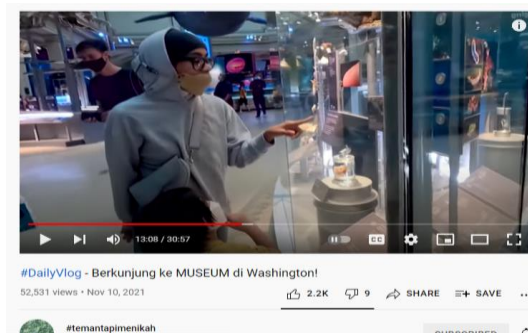 13:08 / 30:57
CC
#DailyVlog - Berkunjung ke MUSEUM di Washington!
52,531 views • Nov 10, 2021
2.2K 9 SHARE SAVE
#temantapimenikah
SUBSCRIBED